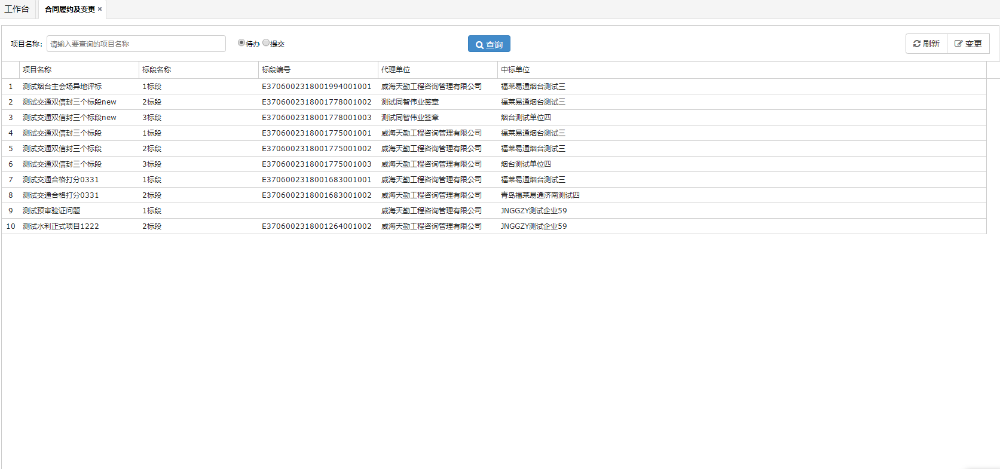 工作台 合同履约及变更 ×
项目名称: 请输入要查询的项目名称 待办 提交 查询 刷新 变更
项目名称 标段名称 标段编号 代理单位 中标单位
1 测试烟台主会场异地评标 1标段 E3706002318001994001001 威海天勤工程咨询管理有限公司 福莱易通烟台测试三
2 测试交通双信封三个标段new 2标段 E3706002318001778001002 测试同智伟业签章 福莱易通烟台测试三
3 测试交通双信封三个标段new 3标段 E3706002318001778001003 测试同智伟业签章 烟台测试单位四
4 测试交通双信封三个标段 1标段 E3706002318001775001001 威海天勤工程咨询管理有限公司 福莱易通烟台测试三
5 测试交通双信封三个标段 2标段 E3706002318001775001002 威海天勤工程咨询管理有限公司 福莱易通烟台测试三
6 测试交通双信封三个标段 3标段 E3706002318001775001003 威海天勤工程咨询管理有限公司 烟台测试单位四
7 测试交通合格打分0331 1标段 E3706002318001683001001 威海天勤工程咨询管理有限公司 福莱易通烟台测试三
8 测试交通合格打分0331 2标段 E3706002318001683001002 威海天勤工程咨询管理有限公司 青岛福莱易通济南测试四
9 测试预审验证问题 1标段 威海天勤工程咨询管理有限公司 JNGGZY测试企业59
10 测试水利正式项目1222 2标段 E3706002318001264001002 威海天勤工程咨询管理有限公司 JNGGZY测试企业59